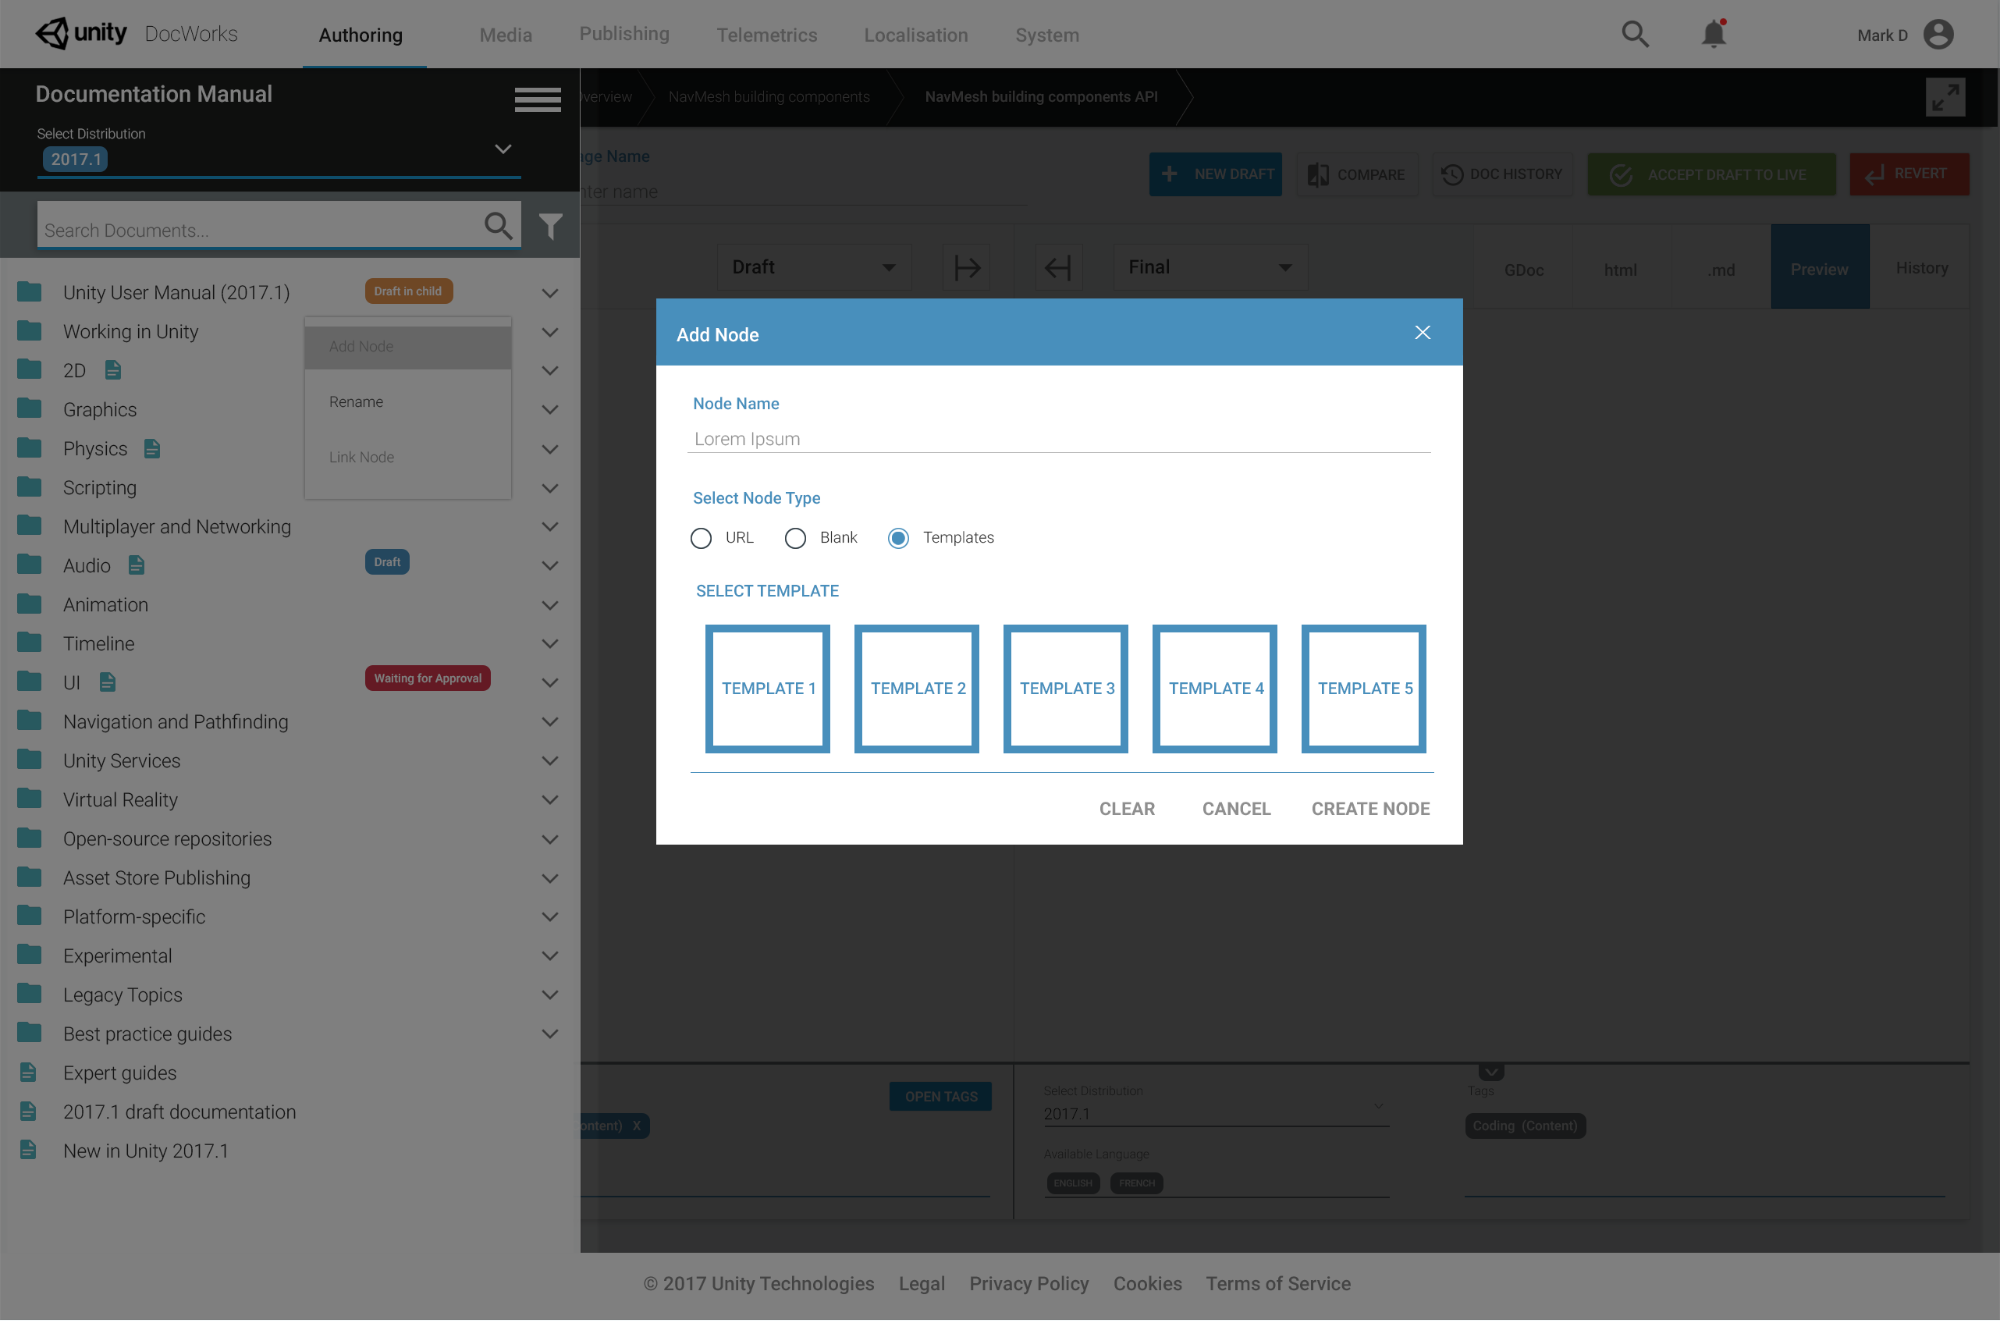 unity DocWorks Authoring Media Publishing Telemetrics Localisation System Mark D
Documentation Manual
Select Distribution
2017.1
Search Documents...
Unity User Manual (2017.1) Draft in child
Working in Unity
2D
Graphics
Physics
Scripting
Multiplayer and Networking
Audio Draft
Animation
Timeline
UI Waiting for Approval
Navigation and Pathfinding
Unity Services
Virtual Reality
Open-source repositories
Asset Store Publishing
Platform-specific
Experimental
Legacy Topics
Best practice guides
Expert guides
2017.1 draft documentation
New in Unity 2017.1
Add Node
Rename
Link Node
verview NavMesh building components NavMesh building components API
ge Name
nter name
NEW DRAFT COMPARE DOC HISTORY ACCEPT DRAFT TO LIVE REVERT
Draft Final GDoc html .md Preview History
Add Node
Node Name
Lorem Ipsum
Select Node Type
URL Blank Templates
SELECT TEMPLATE
TEMPLATE 1 TEMPLATE 2 TEMPLATE 3 TEMPLATE 4 TEMPLATE 5
CLEAR CANCEL CREATE NODE
OPEN TAGS
ontent) X
Select Distribution
2017.1
Available Language
ENGLISH FRENCH
Tags
Coding (Content)
© 2017 Unity Technologies Legal Privacy Policy Cookies Terms of Service